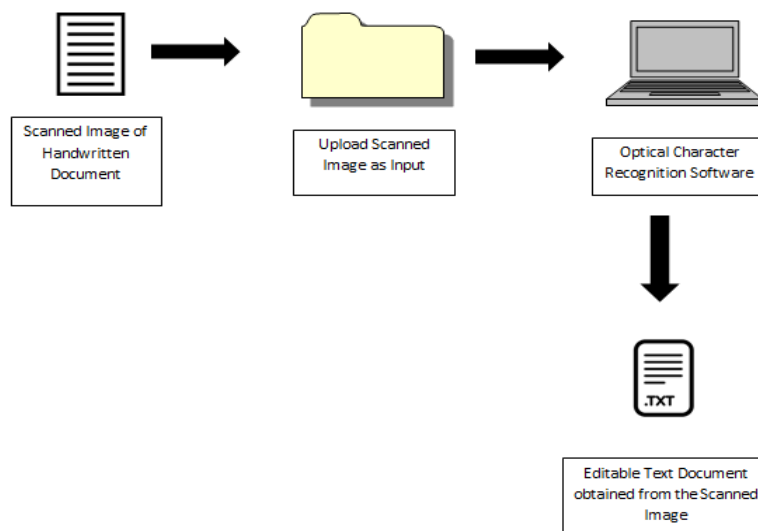 Scanned Image of
Handwritten
Document
Upload Scanned
Image as Input
Optical Character
Recognition Software
.TXT
Editable Text Document
obtained from the Scanned
Image